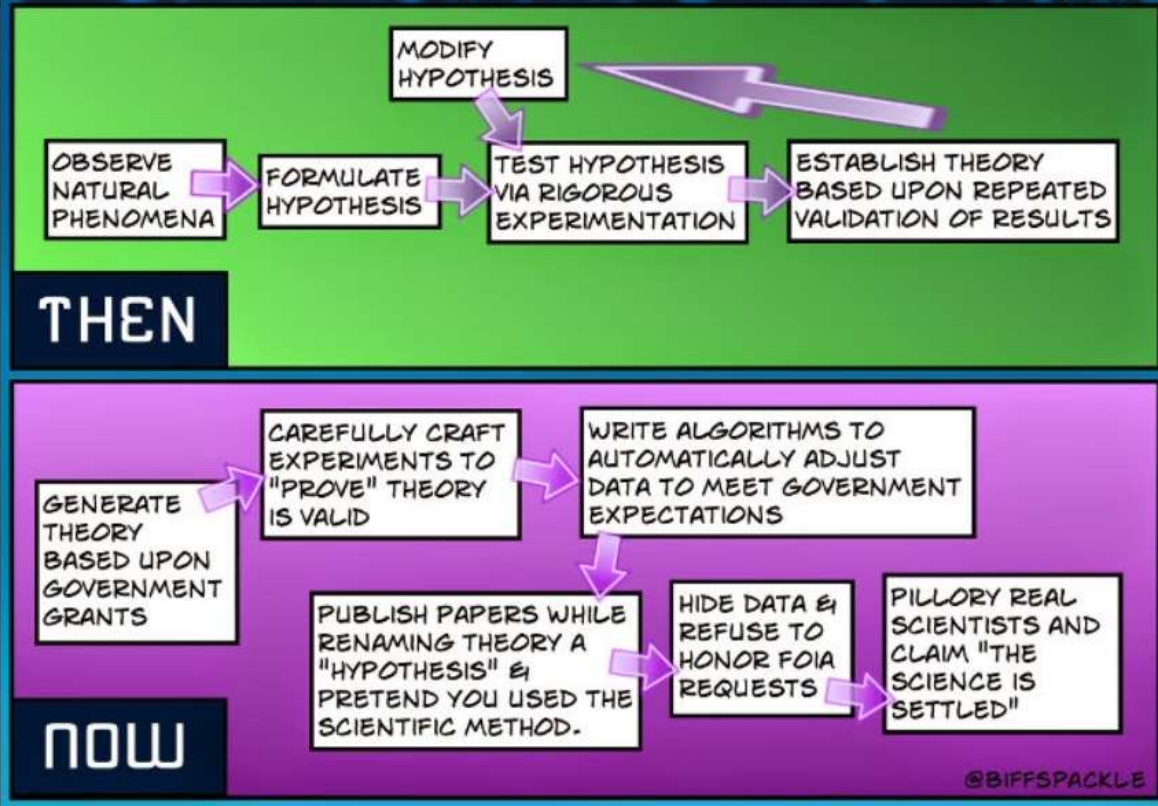 MODIFY
HYPOTHESIS
OBSERVE
NATURAL
PHENOMENA
FORMULATE
HYPOTHESIS
TEST HYPOTHESIS
VIA RIGOROUS
EXPERIMENTATION
ESTABLISH THEORY
BASED UPON REPEATED
VALIDATION OF RESULTS
THEN
GENERATE
THEORY
BASED UPON
GOVERNMENT
GRANTS
CAREFULLY CRAFT
EXPERIMENTS TO
"PROVE" THEORY
IS VALID
WRITE ALGORITHMS TO
AUTOMATICALLY ADJUST
DATA TO MEET GOVERNMENT
EXPECTATIONS
PUBLISH PAPERS WHILE
RENAMING THEORY A
"HYPOTHESIS" &
PRETEND YOU USED THE
SCIENTIFIC METHOD.
HIDE DATA &
REFUSE TO
HONOR FOIA
REQUESTS
PILLORY REAL
SCIENTISTS AND
CLAIM "THE
SCIENCE IS
SETTLED"
NOW
@BIFFSPACKLE